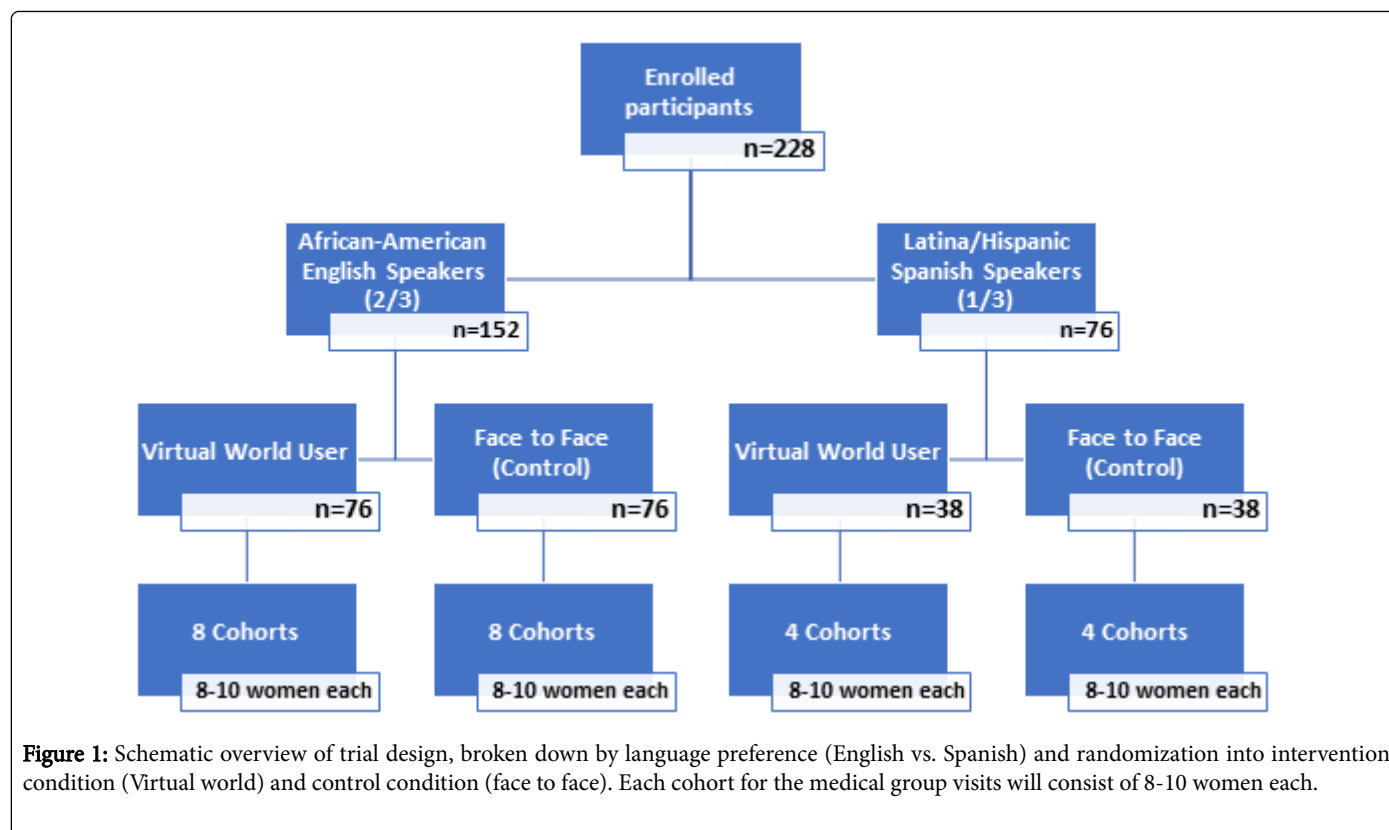 Enrolled
participants
n=228
African-American
English Speakers
(2/3)
n=152
Latina/Hispanic
Spanish Speakers
(1/3)
n=76
Virtual World User
n=76
Face to Face
(Control)
n=76
Virtual World User
n=38
Face to Face
(Control)
n=38
8 Cohorts
8-10 women each
8 Cohorts
8-10 women each
4 Cohorts
8-10 women each
4 Cohorts
8-10 women each
Figure 1: Schematic overview of trial design, broken down by language preference (English vs. Spanish) and randomization into intervention
condition (Virtual world) and control condition (face to face). Each cohort for the medical group visits will consist of 8-10 women each.